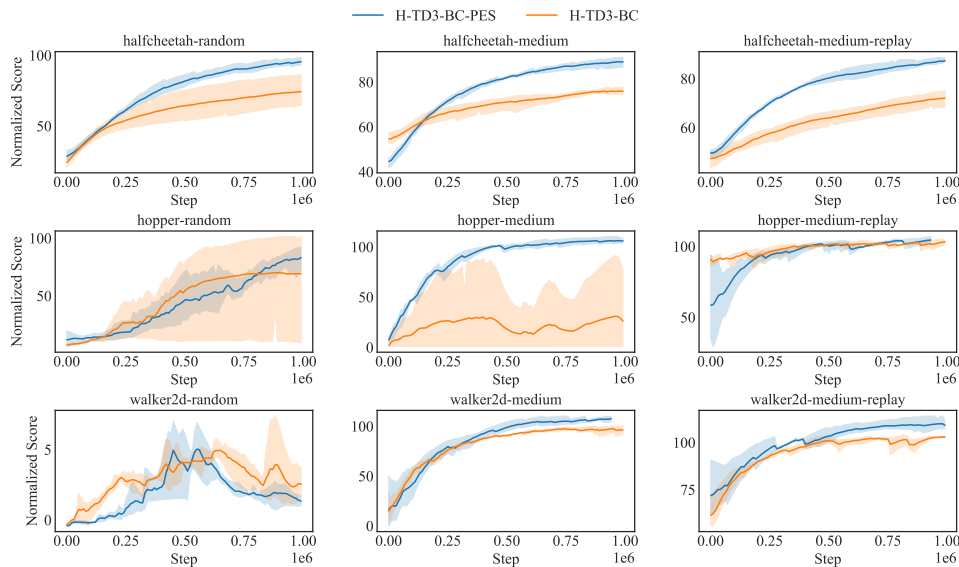 H-TD3-BC-PES H-TD3-BC
halfcheetah-random halfcheetah-medium halfcheetah-medium-replay
Normalized Score
100
50
0.00 0.25 0.50 0.75 1.00
1e6
Step
80
60
40
0.00 0.25 0.50 0.75 1.00
1e6
Step
80
60
0.00 0.25 0.50 0.75 1.00
1e6
Step
hopper-random hopper-medium hopper-medium-replay
Normalized Score
100
50
0.00 0.25 0.50 0.75 1.00
1e6
Step
100
50
0
0.00 0.25 0.50 0.75 1.00
1e6
Step
100
50
0.00 0.25 0.50 0.75 1.00
1e6
Step
walker2d-random walker2d-medium walker2d-medium-replay
Normalized Score
5
0
0.00 0.25 0.50 0.75 1.00
1e6
Step
100
50
0
0.00 0.25 0.50 0.75 1.00
1e6
Step
100
75
0.00 0.25 0.50 0.75 1.00
1e6
Step